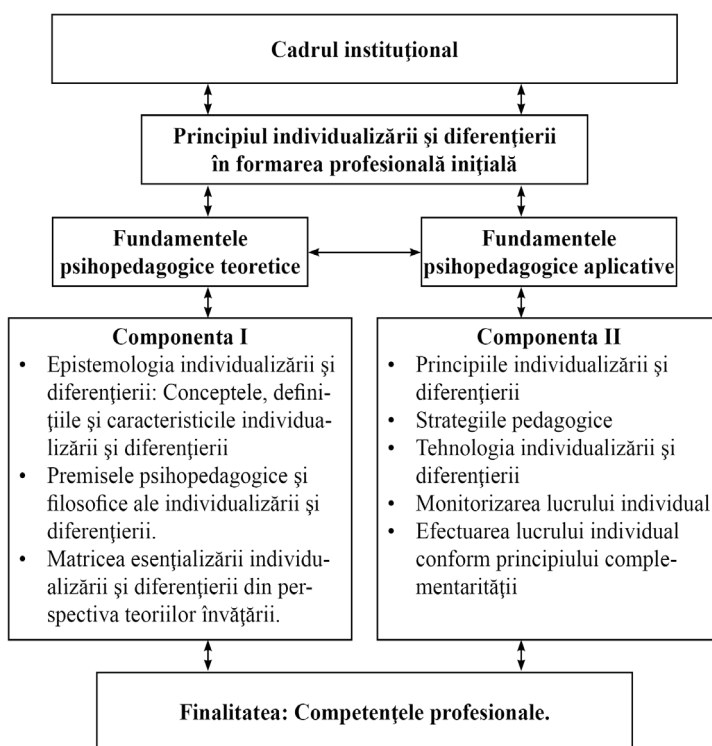 Cadrul instituţional
Principiul individualizării şi diferenţierii
în formarea profesională iniţială
Fundamentele
psihopedagogice teoretice
Fundamentele
psihopedagogice aplicative
Componenta I
• Epistemologia individualizării şi
diferenţierii: Conceptele, defini-
ţiile şi caracteristicile individua-
lizării şi diferenţierii
• Premisele psihopedagogice şi
filosofice ale individualizării şi
diferenţierii.
• Matricea esenţializării individu-
alizării şi diferenţierii din per-
spectiva teoriilor învăţării.
Componenta II
• Principiile individualizării şi
diferenţierii
• Strategiile pedagogice
• Tehnologia individualizării şi
diferenţierii
• Monitorizarea lucrului individual
• Efectuarea lucrului individual
conform principiului comple-
mentarităţii
Finalitatea: Competenţele profesionale.